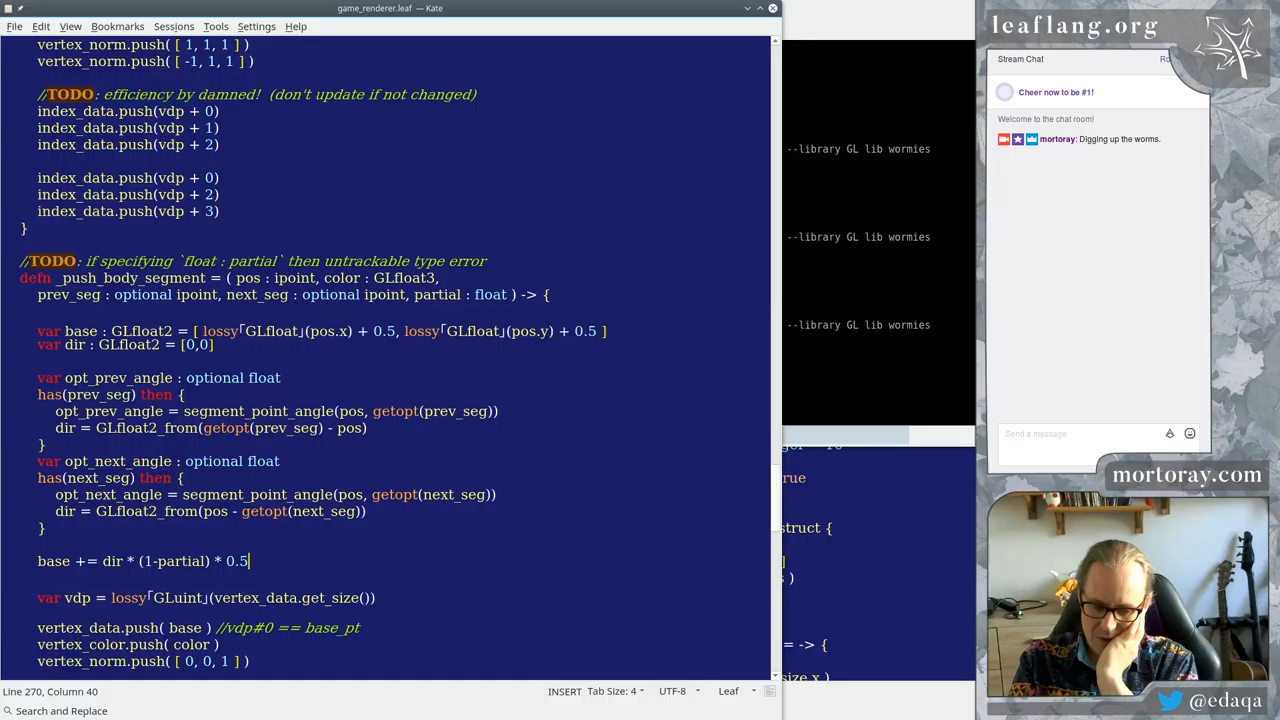 game_renderer.leaf — Kate
File Edit View Bookmarks Sessions Tools Settings Help
vertex_norm.push( [ 1, 1, 1 ] )
vertex_norm.push( [ -1, 1, 1 ] )
//TODO: efficiency by damned!  (don't update if not changed)
index_data.push(vdp + 0)
index_data.push(vdp + 1)
index_data.push(vdp + 2)
index_data.push(vdp + 0)
index_data.push(vdp + 2)
index_data.push(vdp + 3)
}
//TODO: if specifying `float : partial` then untrackable type error
defn _push_body_segment = ( pos : ipoint, color : GLfloat3,
prev_seg : optional ipoint, next_seg : optional ipoint, partial : float ) -> {
var base : GLfloat2 = [ lossy「GLfloat」(pos.x) + 0.5, lossy「GLfloat」(pos.y) + 0.5 ]
var dir : GLfloat2 = [0,0]
var opt_prev_angle : optional float
has(prev_seg) then {
opt_prev_angle = segment_point_angle(pos, getopt(prev_seg))
dir = GLfloat2_from(getopt(prev_seg) - pos)
}
var opt_next_angle : optional float
has(next_seg) then {
opt_next_angle = segment_point_angle(pos, getopt(next_seg))
dir = GLfloat2_from(pos - getopt(next_seg))
}
base += dir * (1-partial) * 0.5
var vdp = lossy「GLuint」(vertex_data.get_size())
vertex_data.push( base ) //vdp#0 == base_pt
vertex_color.push( color )
vertex_norm.push( [ 0, 0, 1 ] )
Line 270, Column 40
INSERT Tab Size: 4 UTF-8 Leaf
Search and Replace
--library GL lib wormies
--library GL lib wormies
--library GL lib wormies
rue
struct {
]
)
=> {
size.x )
leaflang.org
Stream Chat
Ro
Cheer now to be #1!
Welcome to the chat room!
mortoray: Digging up the worms.
Send a message
mortoray.com
@edaqa